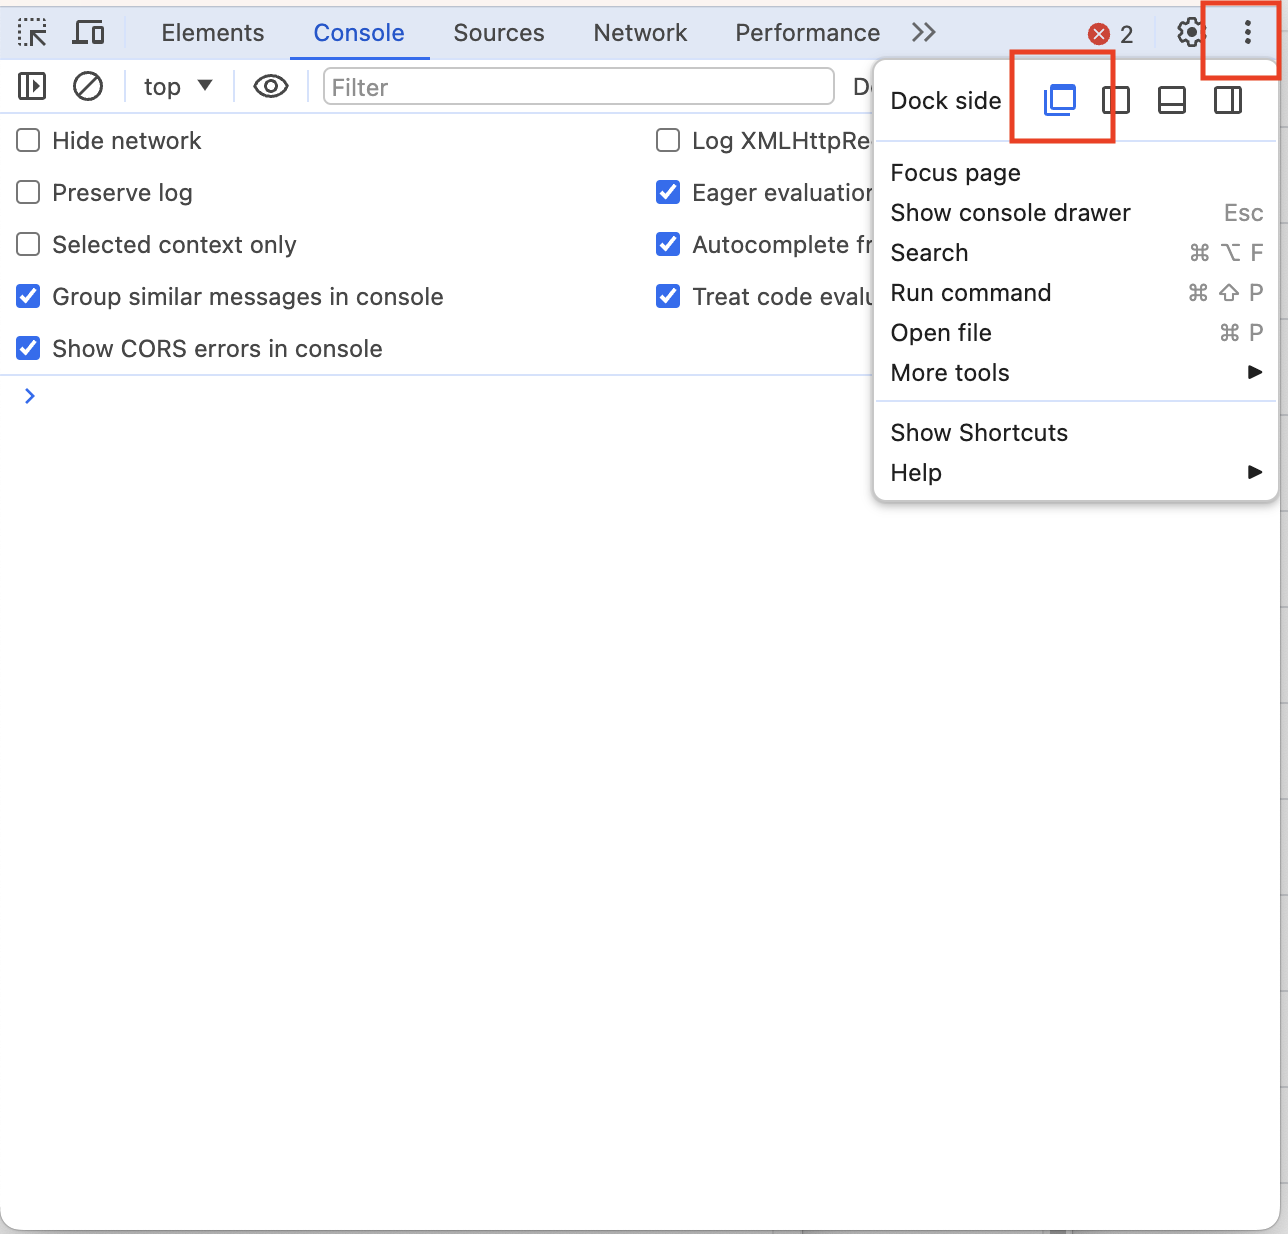 Elements Console Sources Network Performance 2
top Filter
Dock side
Hide network Log XMLHttpRe
Preserve log Eager evaluation
Selected context only Autocomplete fr
Group similar messages in console Treat code evalu
Show CORS errors in console
Focus page
Show console drawer Esc
Search ⌘ ⌥ F
Run command ⌘ ⇧ P
Open file ⌘ P
More tools
Show Shortcuts
Help